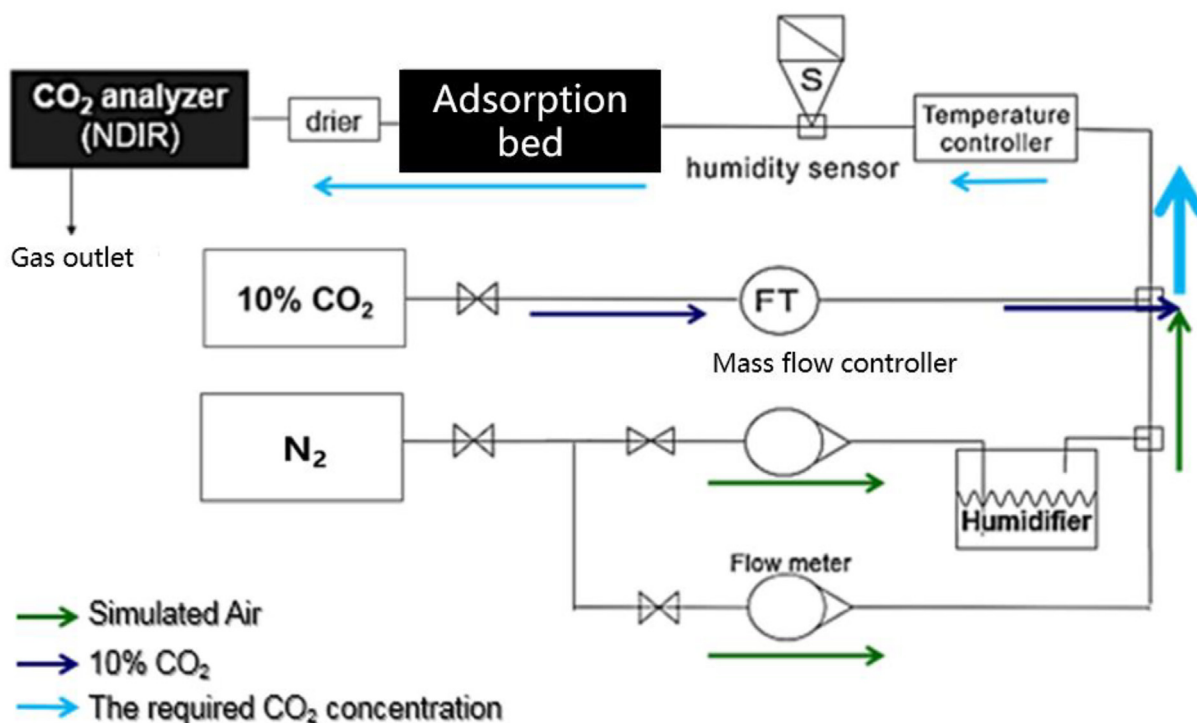 CO₂ analyzer
(NDIR)
drier
Adsorption
bed
S
humidity sensor
Temperature
controller
Gas outlet
10% CO₂
FT
Mass flow controller
N₂
Humidifier
Flow meter
Simulated Air
10% CO₂
The required CO₂ concentration